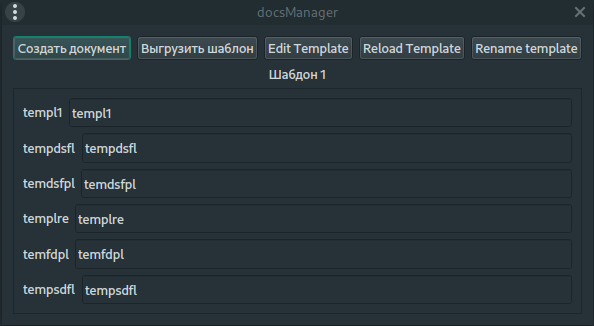 docsManager
Создать документ Выгрузить шаблон Edit Template Reload Template Rename template
Шабдон 1
templ1 templ1
tempdsfl tempdsfl
temdsfpl temdsfpl
templre templre
temfdpl temfdpl
tempsdfl tempsdfl